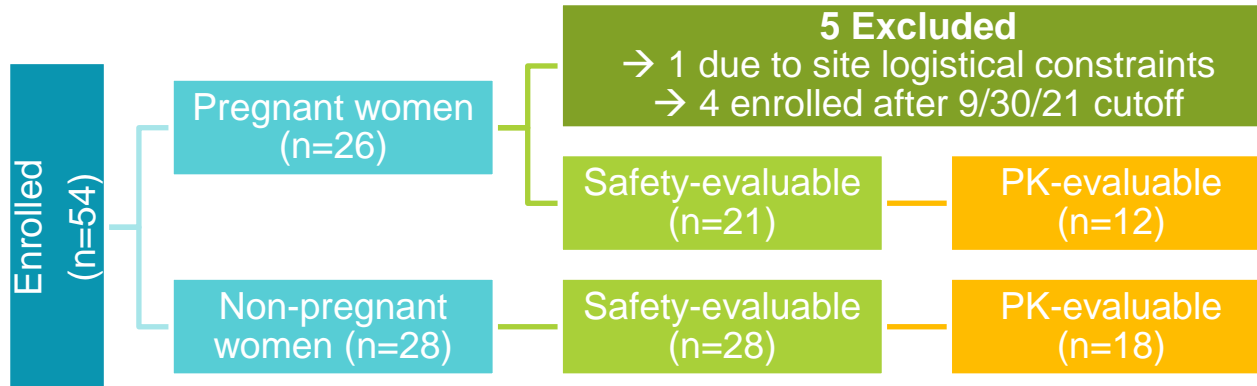 Enrolled
(n=54)
Pregnant women
(n=26)
5 Excluded
→ 1 due to site logistical constraints
→ 4 enrolled after 9/30/21 cutoff
Safety-evaluable
(n=21)
PK-evaluable
(n=12)
Non-pregnant
women (n=28)
Safety-evaluable
(n=28)
PK-evaluable
(n=18)